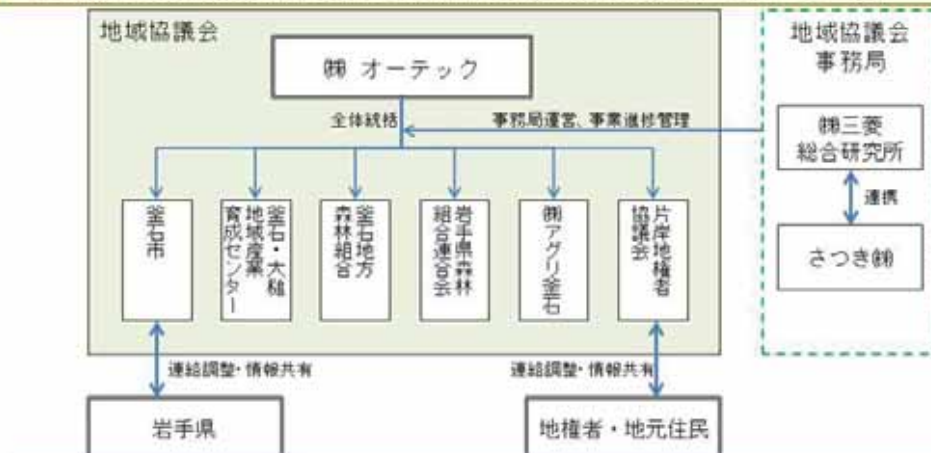 地域協議会
㈱ オーテック
全体統括
事務局運営、事業進捗管理
釜石市
釜石・大槌
地域産業
育成センター
釜石地方
森林組合
岩手県森林
組合連合会
㈱アグリ釜石
片岸地権者
協議会
連絡調整・情報共有
連絡調整・情報共有
岩手県
地権者・地元住民
地域協議会
事務局
㈱三菱
総合研究所
連携
さつき㈱